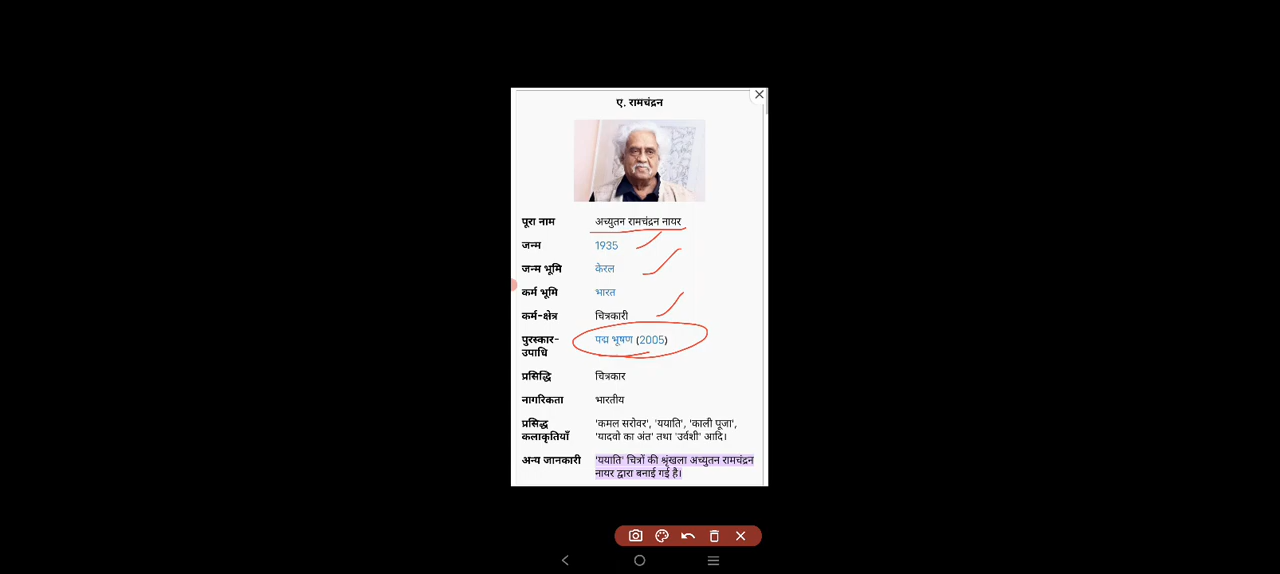 ए. रामचंद्रन
पूरा नाम अच्युतन रामचंद्रन नायर
जन्म 1935
जन्म भूमि केरल
कर्म भूमि भारत
कर्म-क्षेत्र चित्रकारी
पुरस्कार-उपाधि पद्म भूषण (2005)
प्रसिद्धि चित्रकार
नागरिकता भारतीय
प्रसिद्ध कलाकृतियाँ 'कमल सरोवर', 'ययाति', 'काली पूजा',
'यादवो का अंत' तथा 'उर्वशी' आदि।
अन्य जानकारी 'ययाति' चित्रों की श्रृंखला अच्युतन रामचंद्रन
नायर द्वारा बनाई गई है।